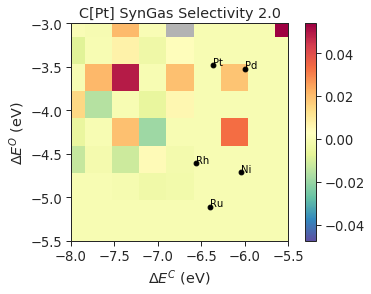 C[Pt] SynGas Selectivity 2.0
−3.0
−3.5
−4.0
−4.5
−5.0
−5.5
ΔE^O (eV)
Pt
Pd
Rh
Ni
Ru
−8.0 −7.5 −7.0 −6.5 −6.0 −5.5
ΔE^C (eV)
0.04
0.02
0.00
−0.02
−0.04